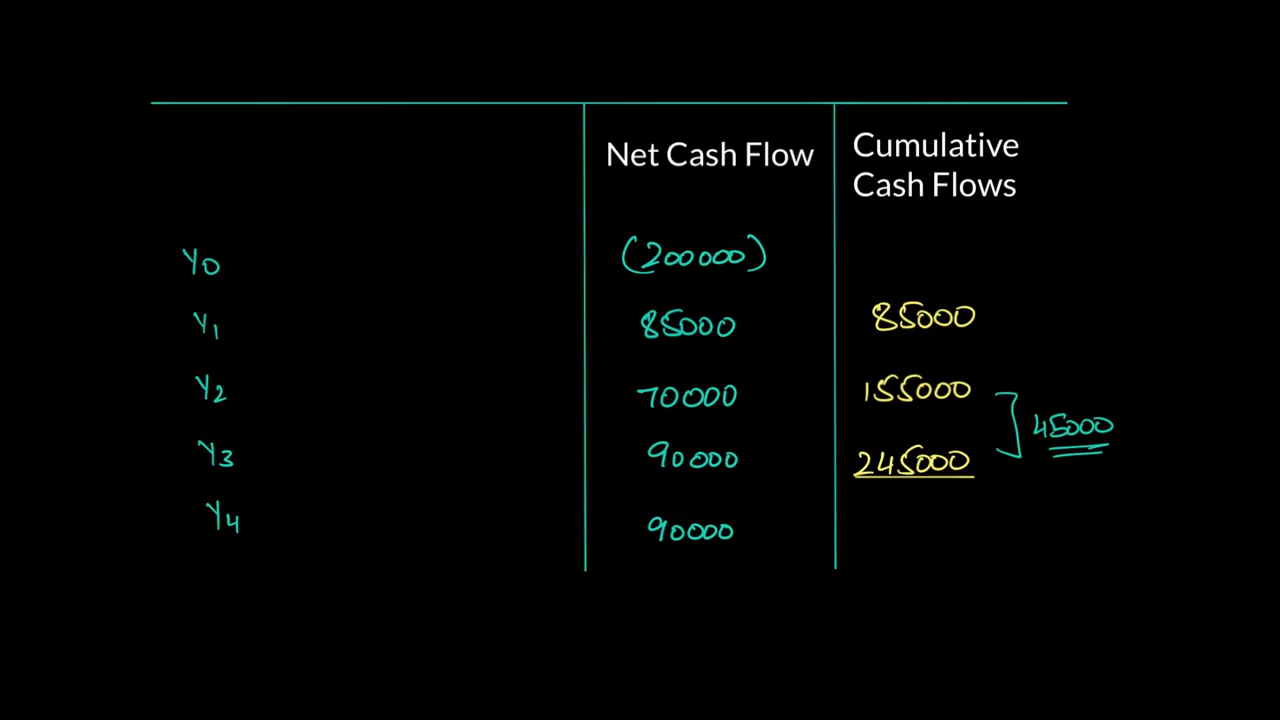 Net Cash Flow
Cumulative
Cash Flows
Y0 (200000)
Y1 85000 85000
Y2 70000 155000
45000
Y3 90000 245000
Y4 90000